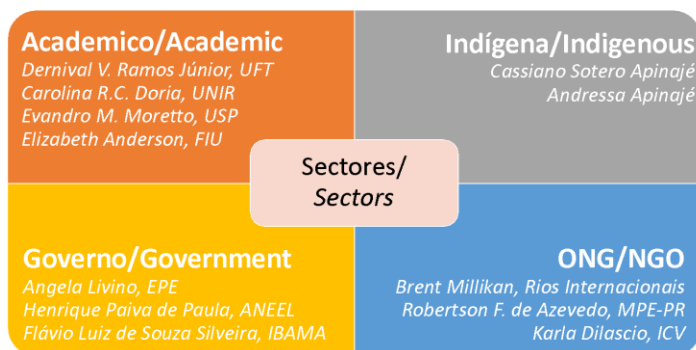 Academico/Academic
Dernival V. Ramos Júnior, UFT
Carolina R.C. Doria, UNIR
Evandro M. Moretto, USP
Elizabeth Anderson, FIU
Indígena/Indigenous
Cassiano Sotero Apinajé
Andressa Apinajé
Sectores/
Sectors
Governo/Government
Angela Livino, EPE
Henrique Paiva de Paula, ANEEL
Flávio Luiz de Souza Silveira, IBAMA
ONG/NGO
Brent Millikan, Rios Internacionais
Robertson F. de Azevedo, MPE-PR
Karla Dilascio, ICV